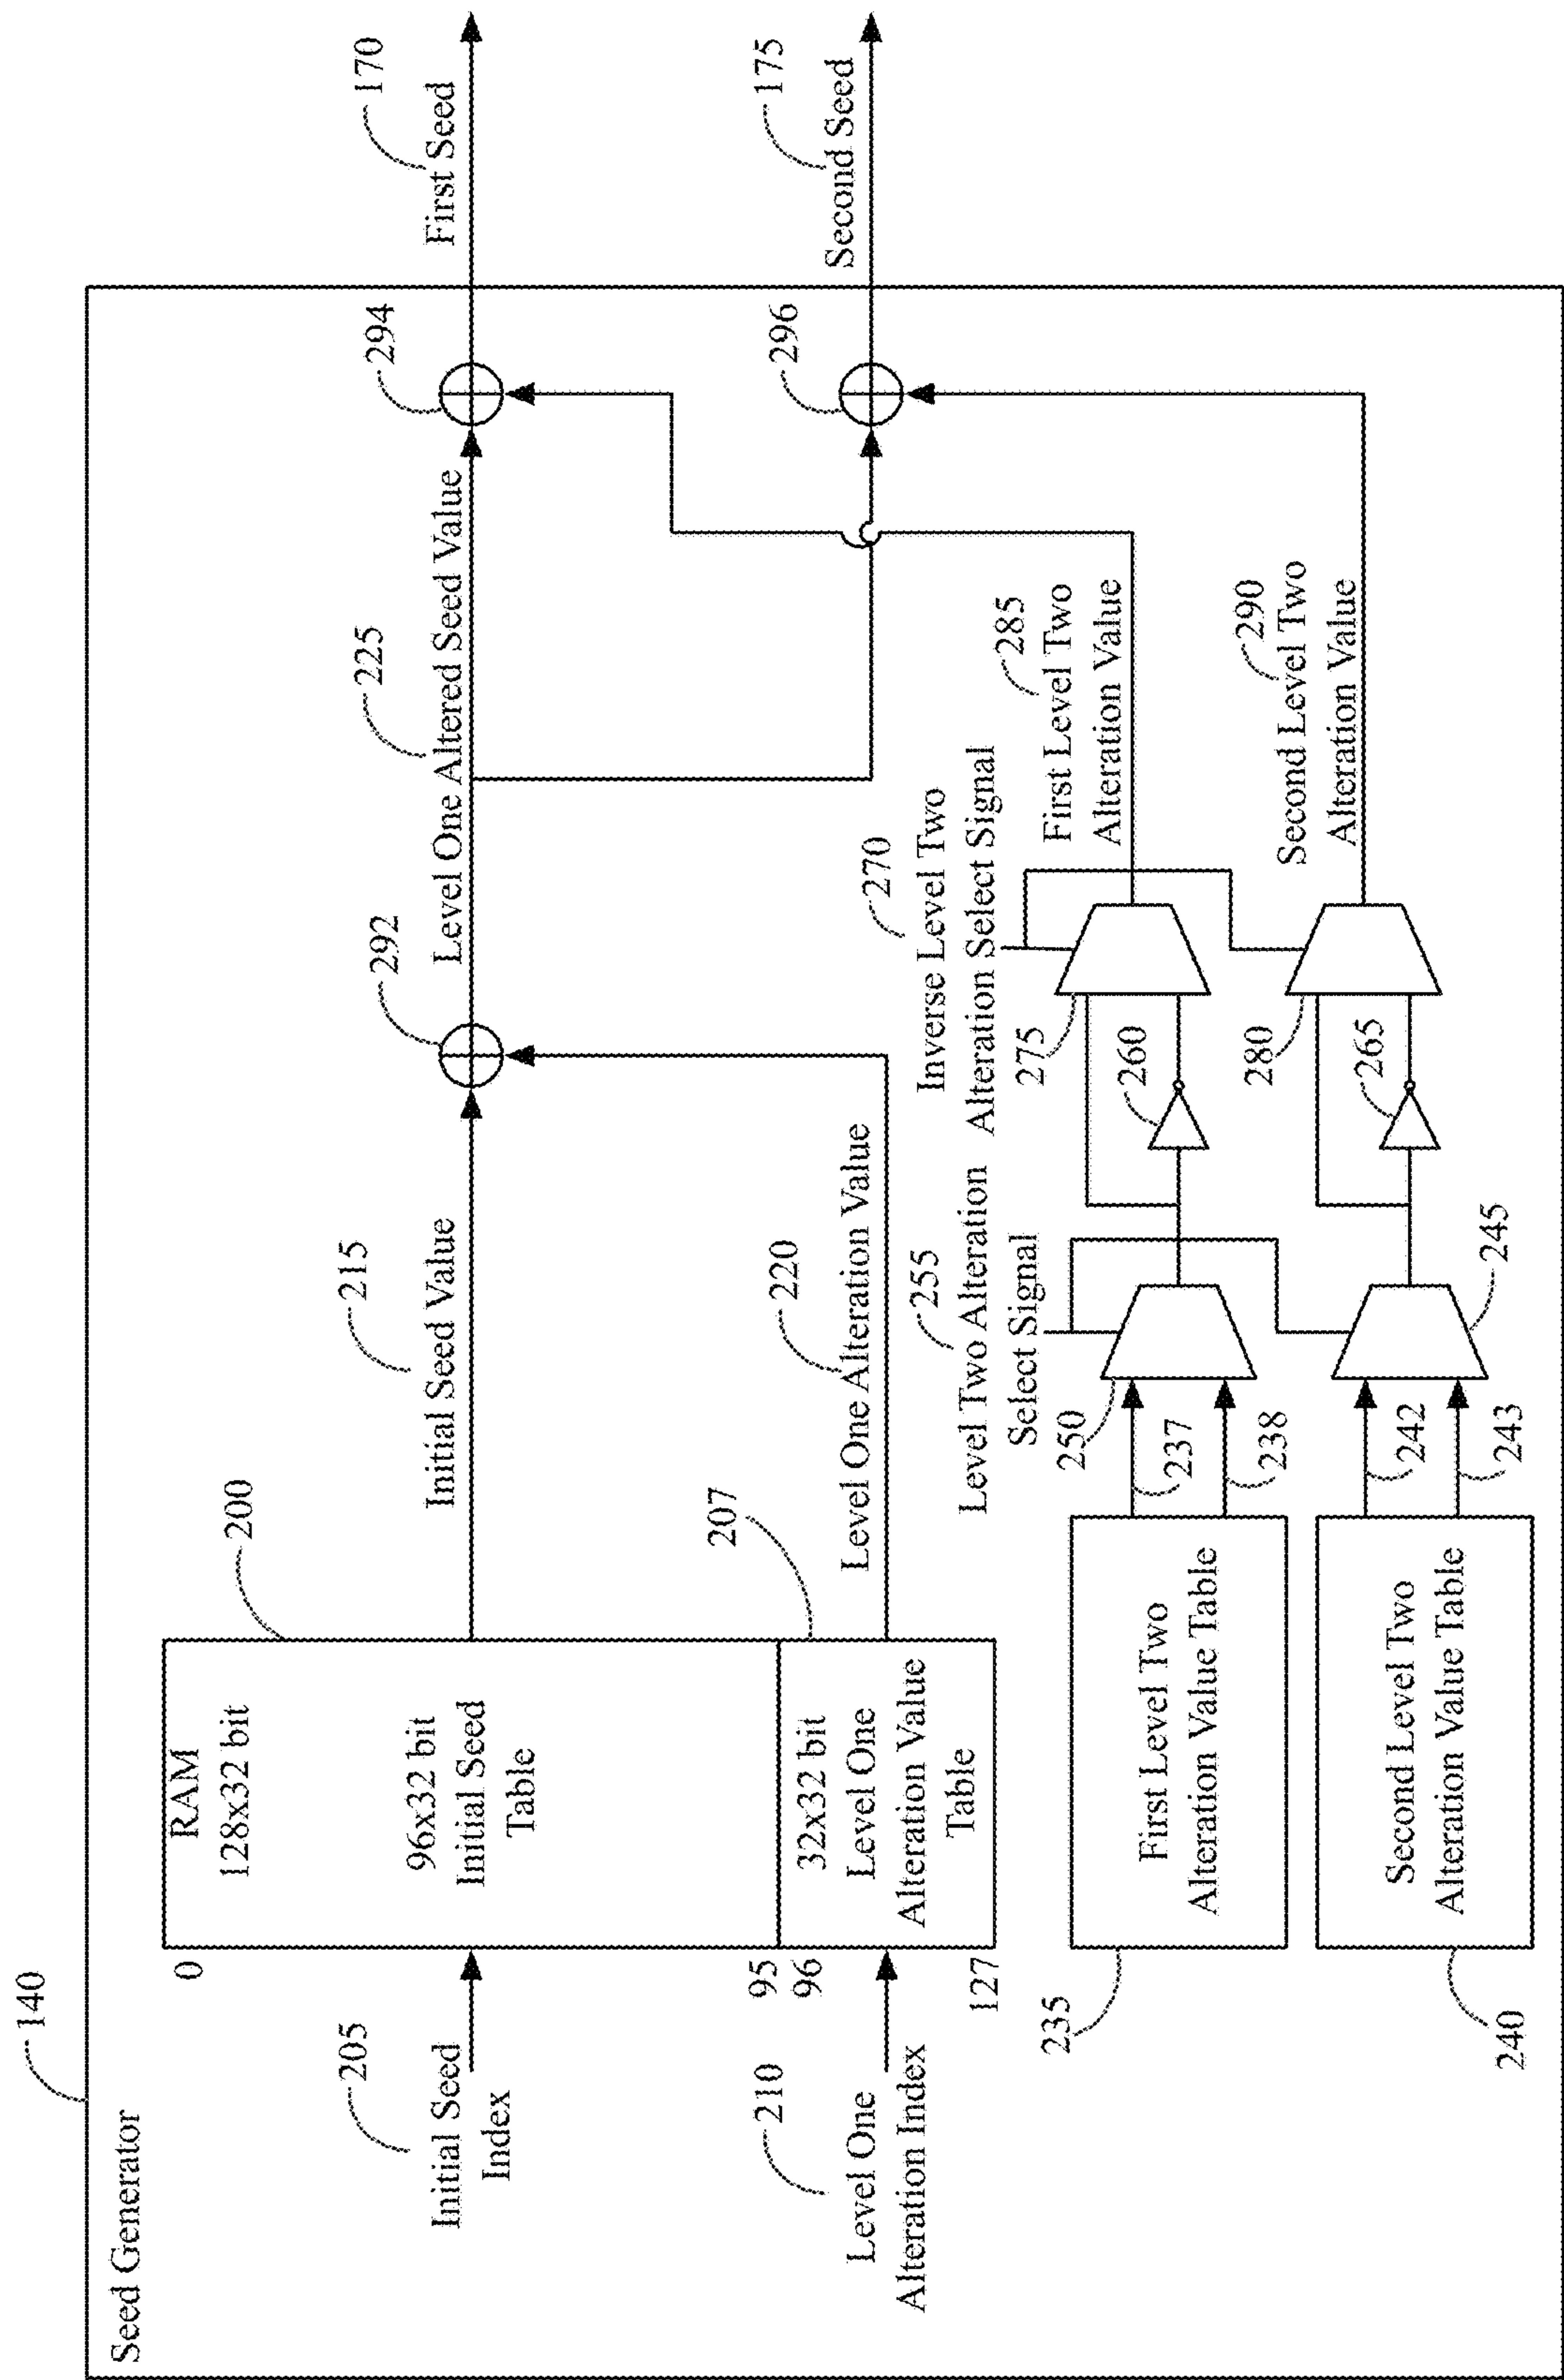 140
Seed Generator
RAM
128x32 bit
200
0
205
Initial Seed
Index
96x32 bit
Initial Seed
Table
215
Initial Seed Value
292
225
Level One Altered Seed Value
294
170
First Seed
95
96
127
210
Level One
Alteration Index
32x32 bit
Level One
Alteration Value
Table
207
220
Level One Alteration Value
296
175
Second Seed
235
First Level Two
Alteration Value Table
237
238
250
255
Level Two Alteration
Select Signal
260
270
Inverse Level Two
Alteration Select Signal
275
285
First Level Two
Alteration Value
240
Second Level Two
Alteration Value Table
242
243
245
265
280
290
Second Level Two
Alteration Value